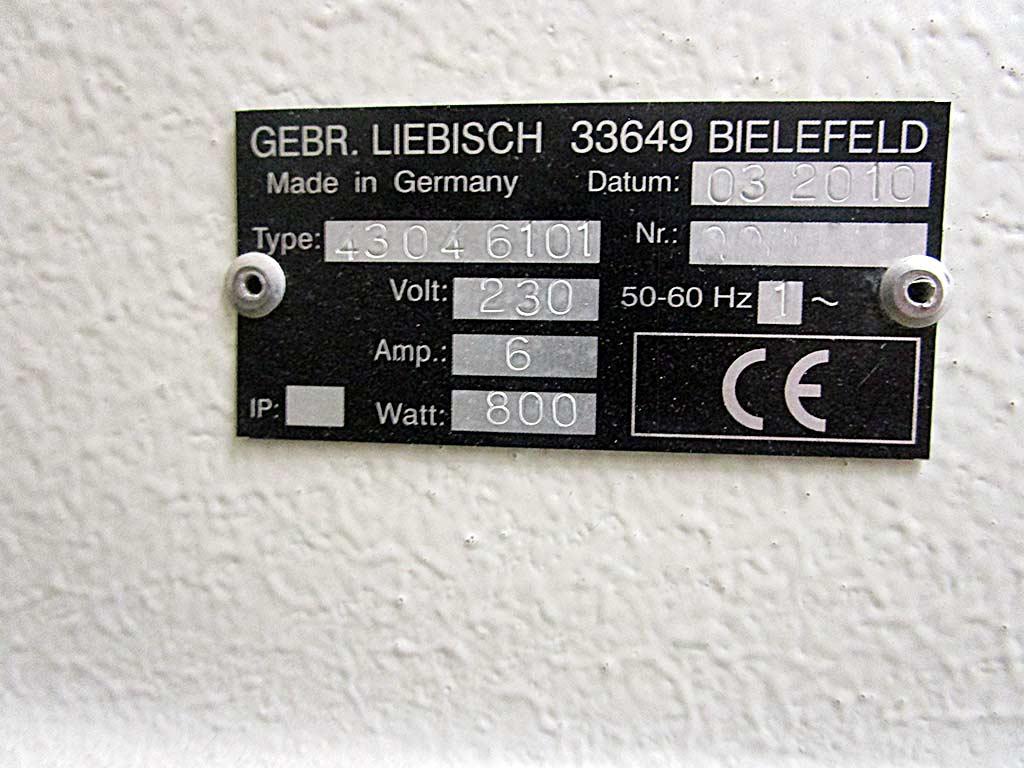 GEBR. LIEBISCH 33649 BIELEFELD
Made in Germany Datum: 03 2010
Type: 4304 6101 Nr.:
Volt: 230 50-60 Hz 1 ~
Amp.: 6
CE
IP: Watt: 800